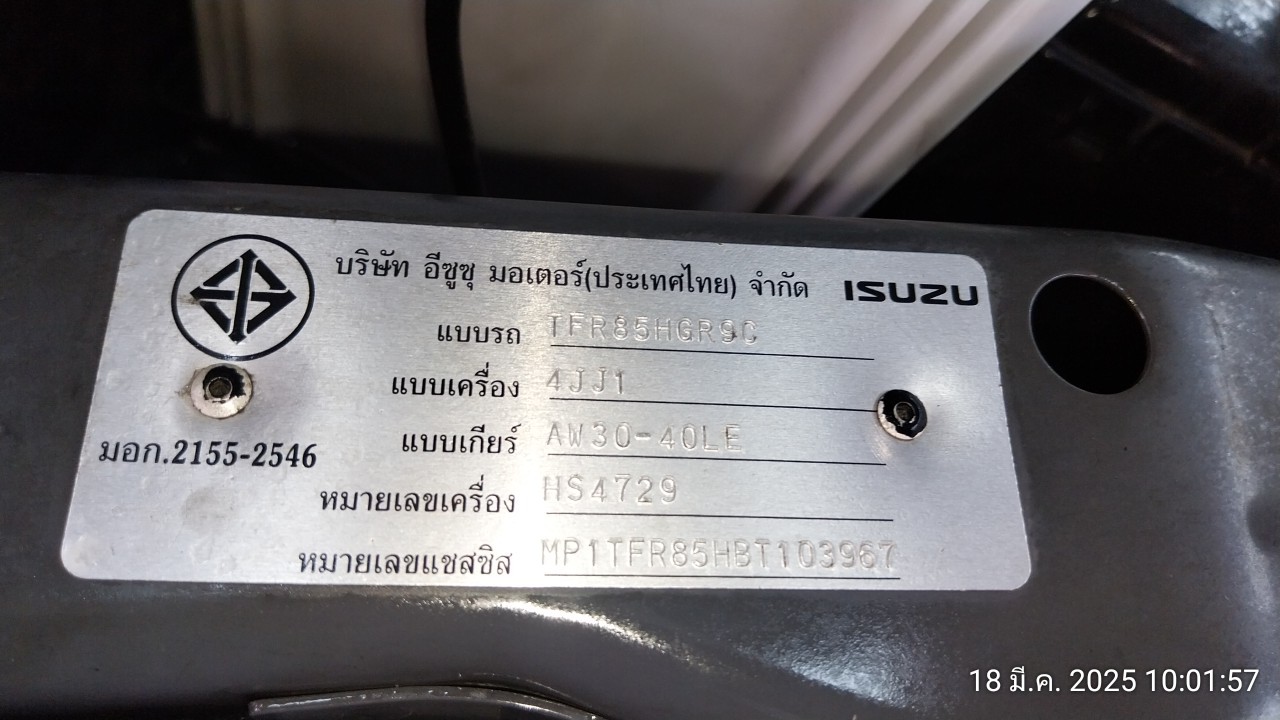 บริษัท อีซูซุ มอเตอร์(ประเทศไทย) จำกัด ISUZU
แบบรถ TFR85HGR9C
แบบเครื่อง 4JJ1
แบบเกียร์ AW30-40LE
มอก.2155-2546
หมายเลขเครื่อง HS4729
หมายเลขแชสซิส MP1TFR85HBT103967
18 มี.ค. 2025 10:01:57